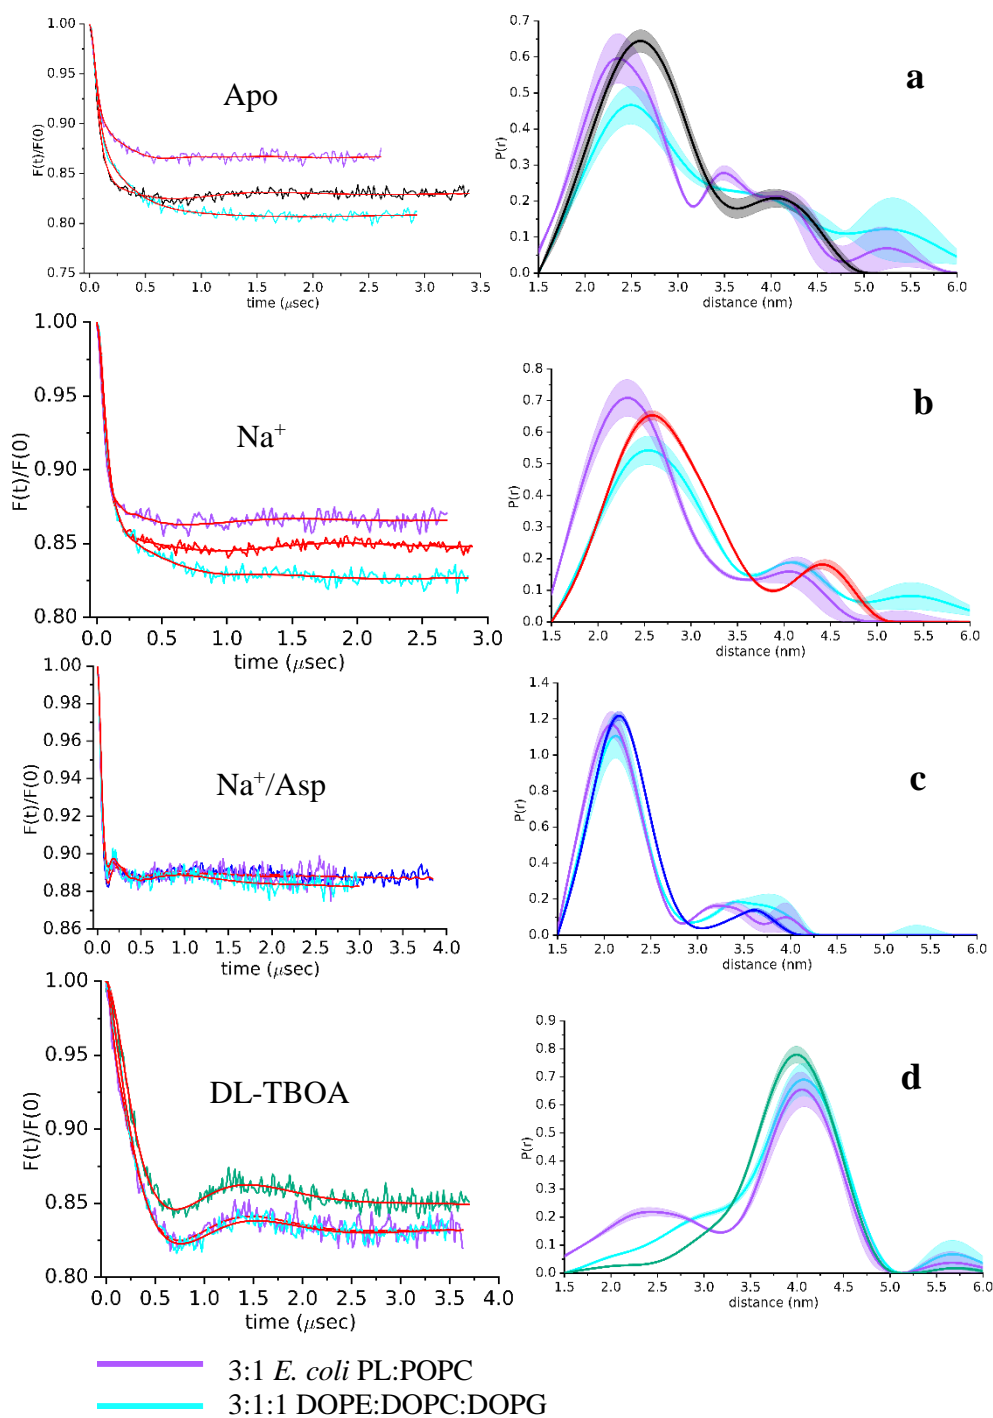 Apo
F(t)/F(0)
1.00
0.95
0.90
0.85
0.80
0.75
0.0 0.5 1.0 1.5 2.0 2.5 3.0 3.5
time (μsec)
a
P(r)
0.7
0.6
0.5
0.4
0.3
0.2
0.1
0.0
1.5 2.0 2.5 3.0 3.5 4.0 4.5 5.0 5.5 6.0
distance (nm)
Na⁺
F(t)/F(0)
1.00
0.95
0.90
0.85
0.80
0.0 0.5 1.0 1.5 2.0 2.5 3.0
time (μsec)
b
P(r)
0.8
0.7
0.6
0.5
0.4
0.3
0.2
0.1
0.0
1.5 2.0 2.5 3.0 3.5 4.0 4.5 5.0 5.5 6.0
distance (nm)
Na⁺/Asp
F(t)/F(0)
1.00
0.98
0.96
0.94
0.92
0.90
0.88
0.86
0.0 0.5 1.0 1.5 2.0 2.5 3.0 3.5 4.0
time (μsec)
c
P(r)
1.4
1.2
1.0
0.8
0.6
0.4
0.2
0.0
1.5 2.0 2.5 3.0 3.5 4.0 4.5 5.0 5.5 6.0
distance (nm)
DL-TBOA
F(t)/F(0)
1.00
0.95
0.90
0.85
0.80
0.0 0.5 1.0 1.5 2.0 2.5 3.0 3.5 4.0
time (μsec)
d
P(r)
0.9
0.8
0.7
0.6
0.5
0.4
0.3
0.2
0.1
0.0
1.5 2.0 2.5 3.0 3.5 4.0 4.5 5.0 5.5 6.0
distance (nm)
3:1 E. coli PL:POPC
3:1:1 DOPE:DOPC:DOPG